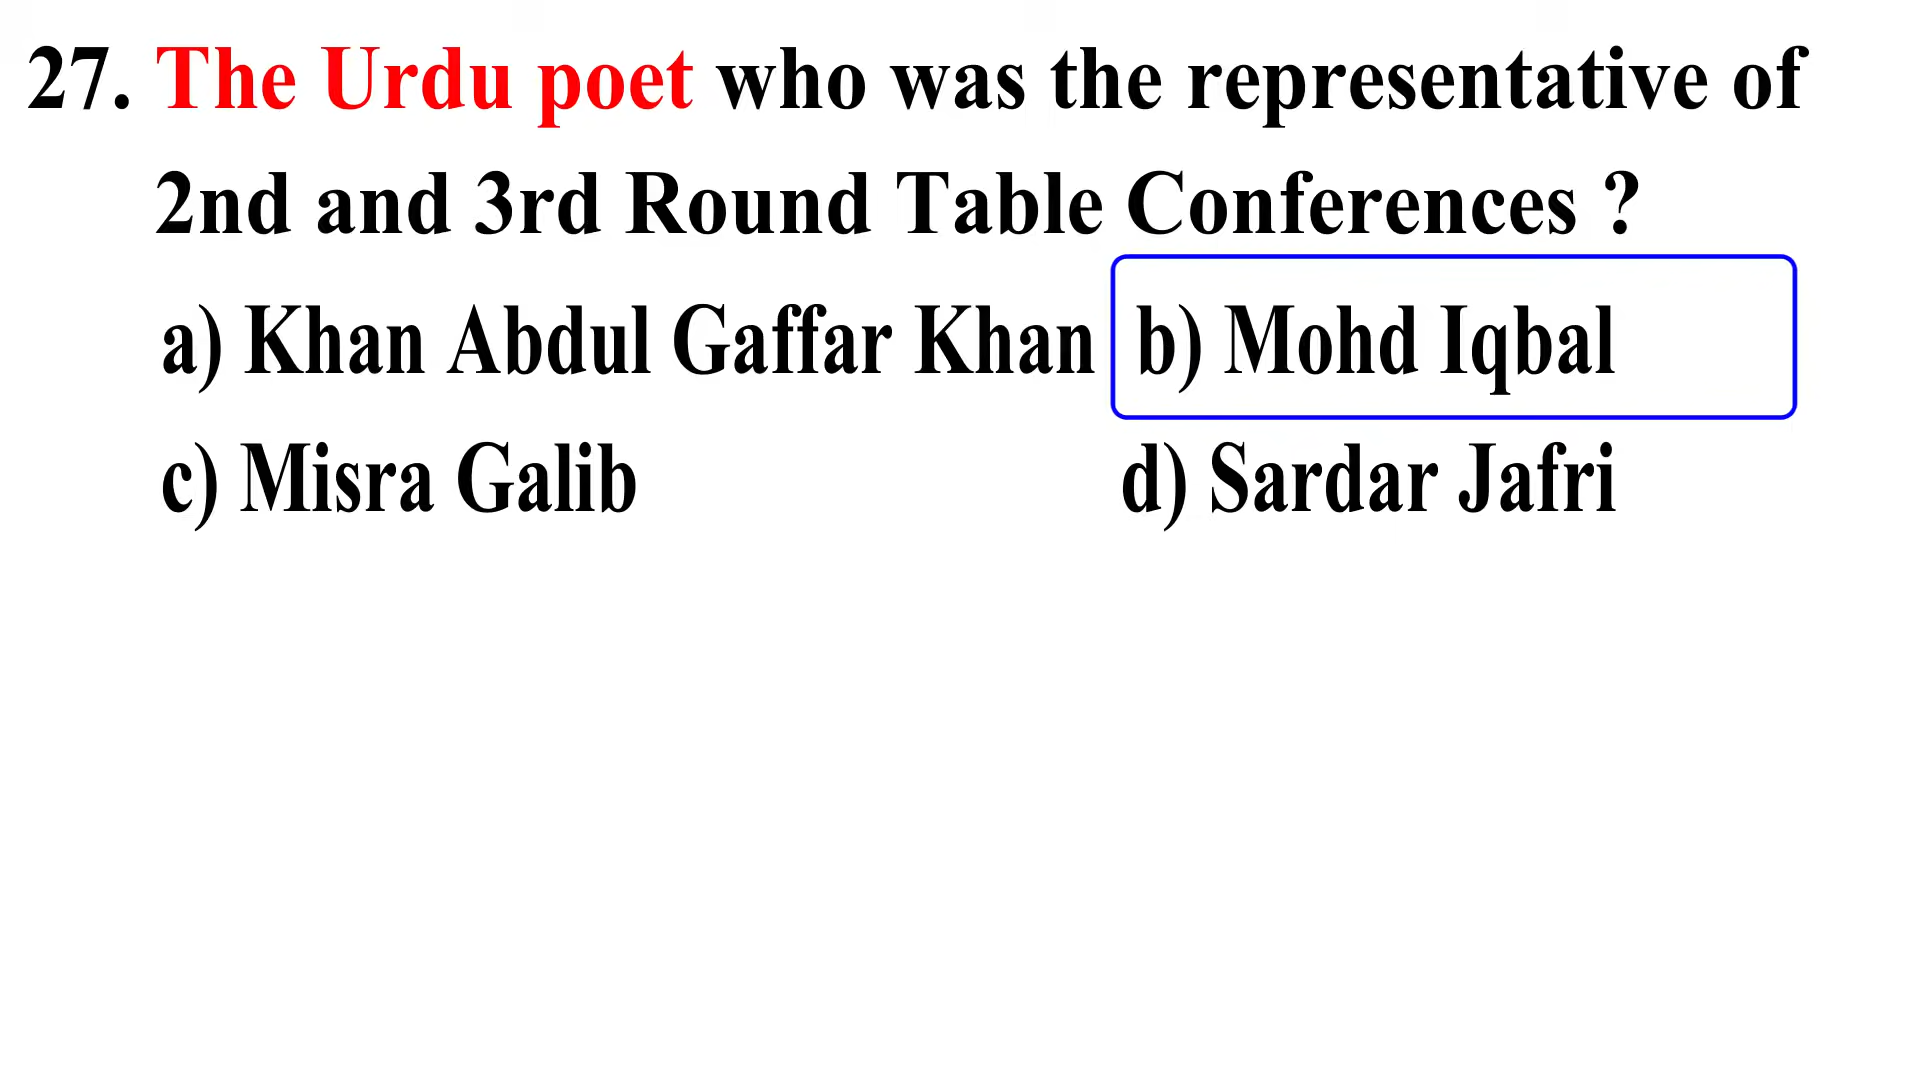 27. The Urdu poet who was the representative of
2nd and 3rd Round Table Conferences ?
a) Khan Abdul Gaffar Khan b) Mohd Iqbal
c) Misra Galib d) Sardar Jafri